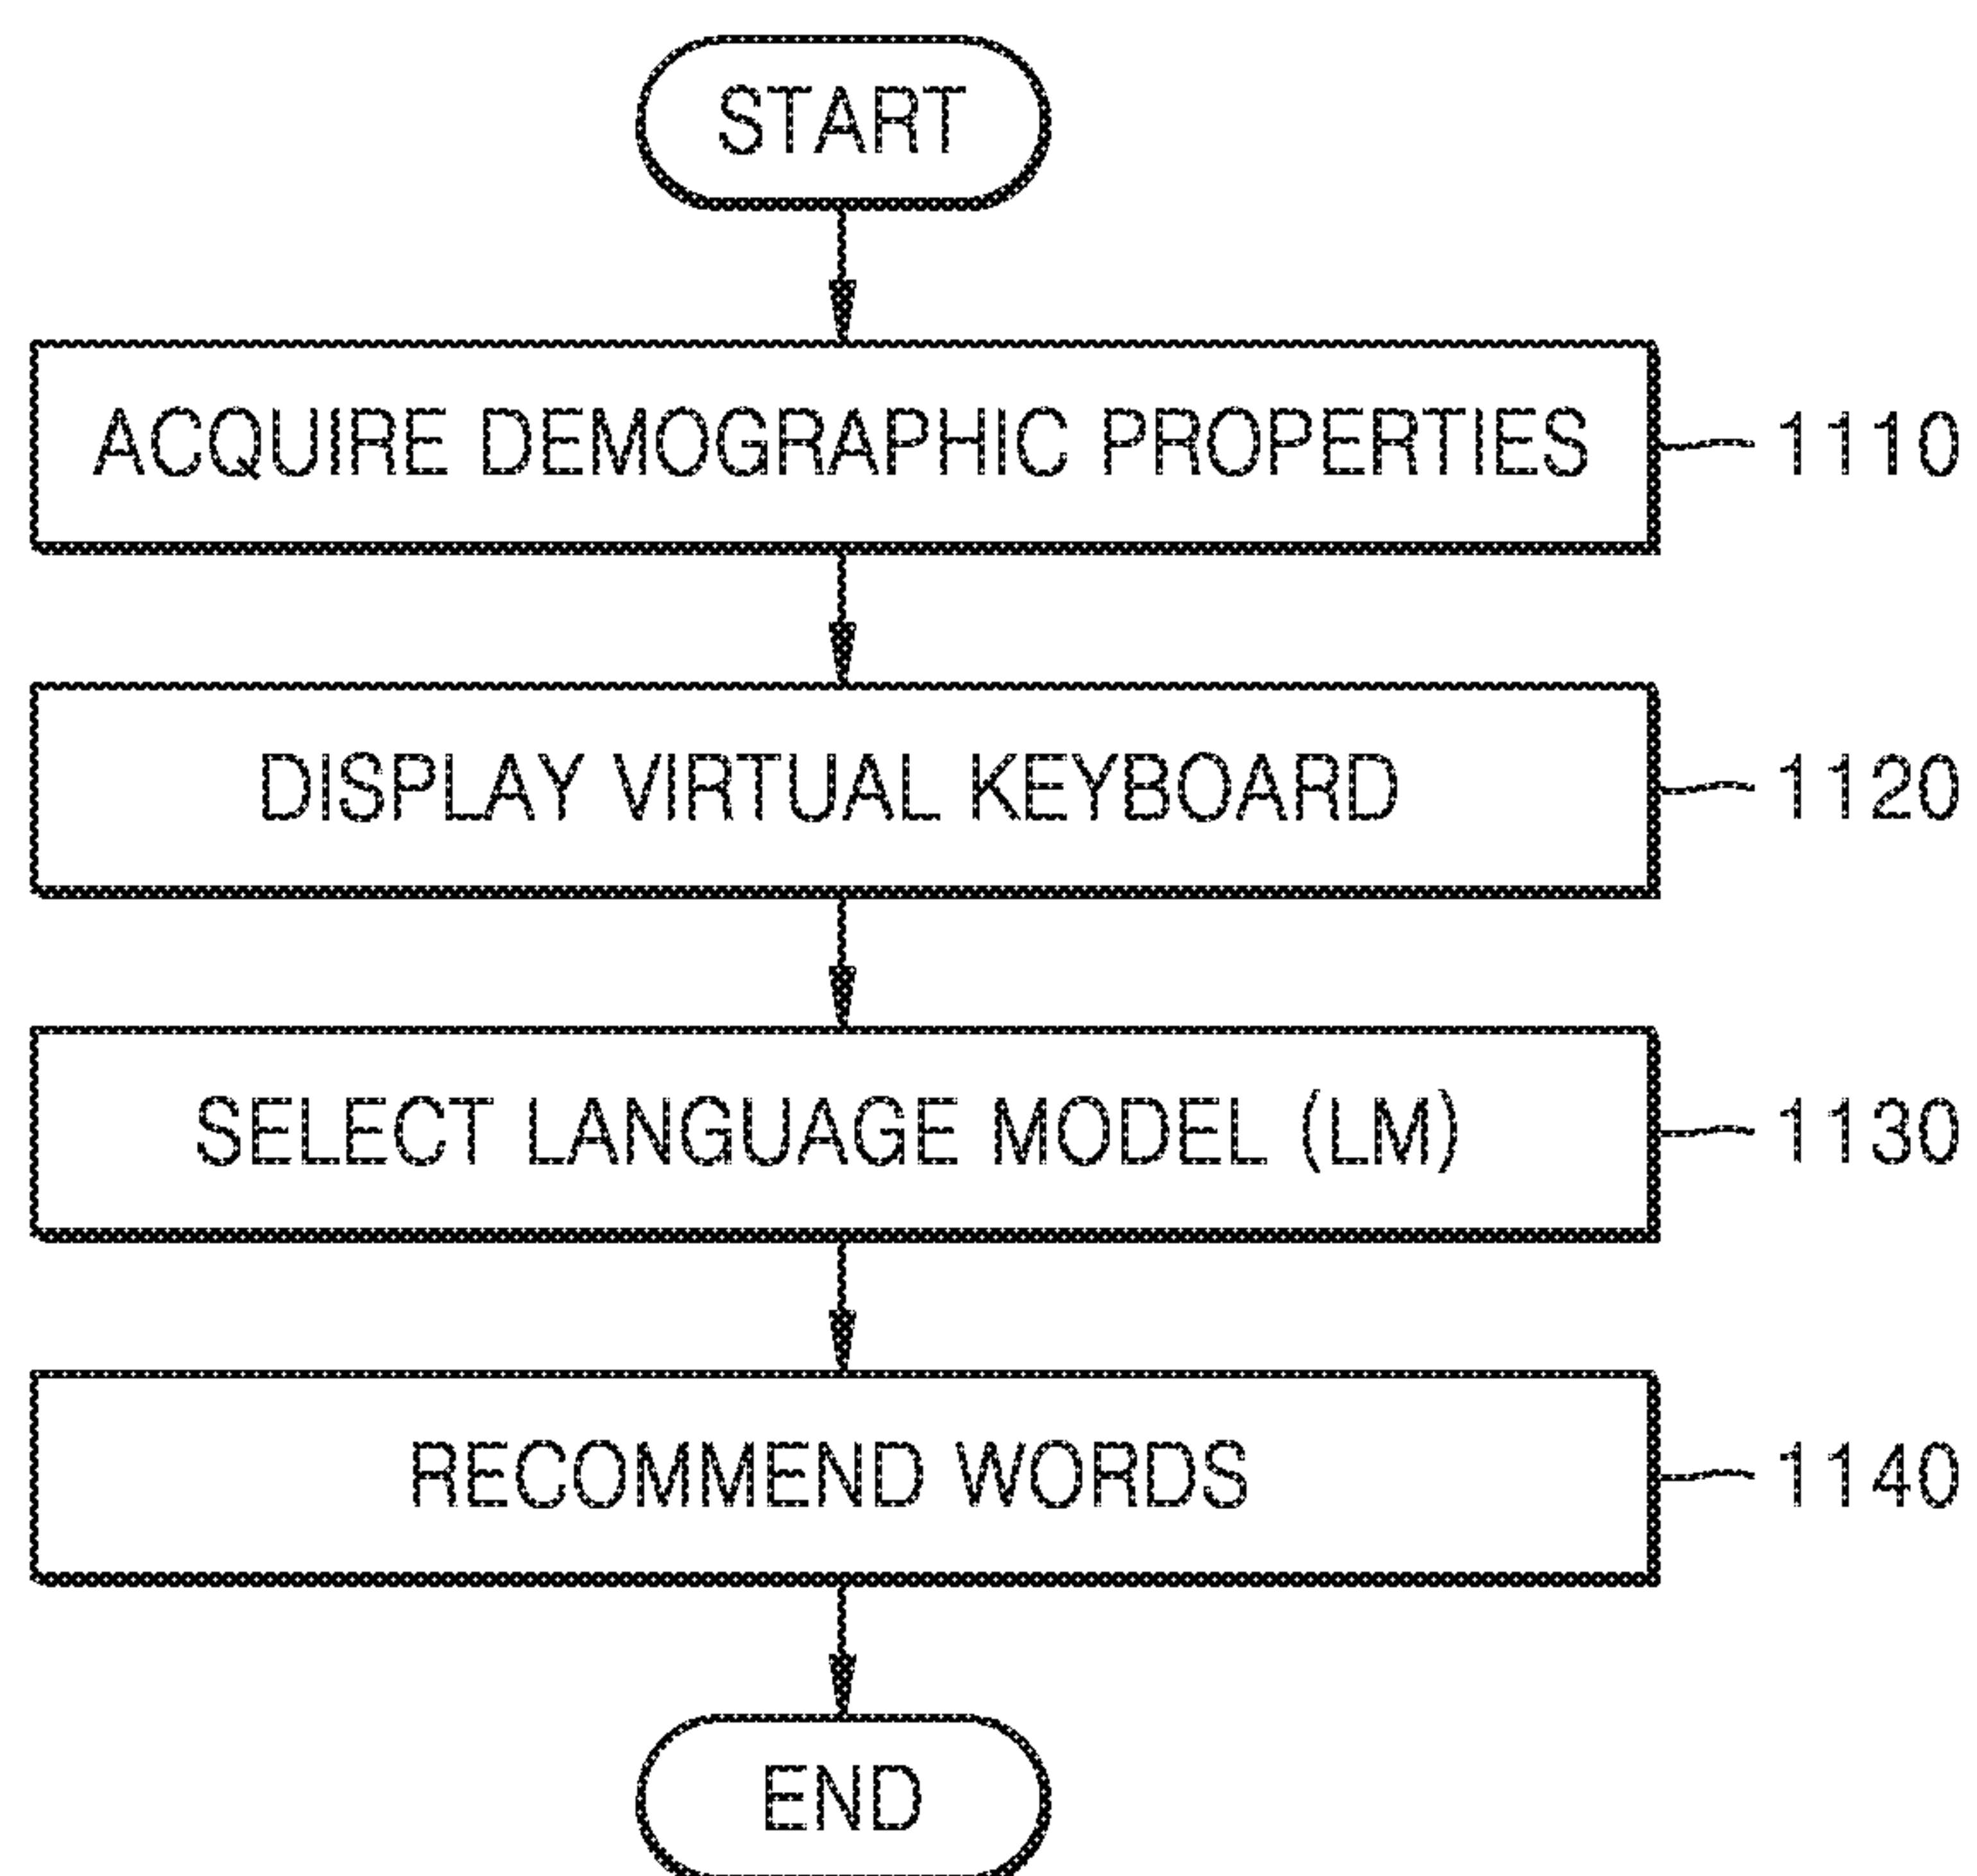 START
ACQUIRE DEMOGRAPHIC PROPERTIES 1110
DISPLAY VIRTUAL KEYBOARD 1120
SELECT LANGUAGE MODEL (LM) 1130
RECOMMEND WORDS 1140
END